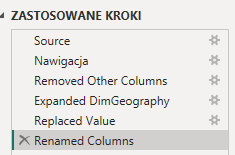 ZASTOSOWANE KROKI
Source
Nawigacja
Removed Other Columns
Expanded DimGeography
Replaced Value
Renamed Columns